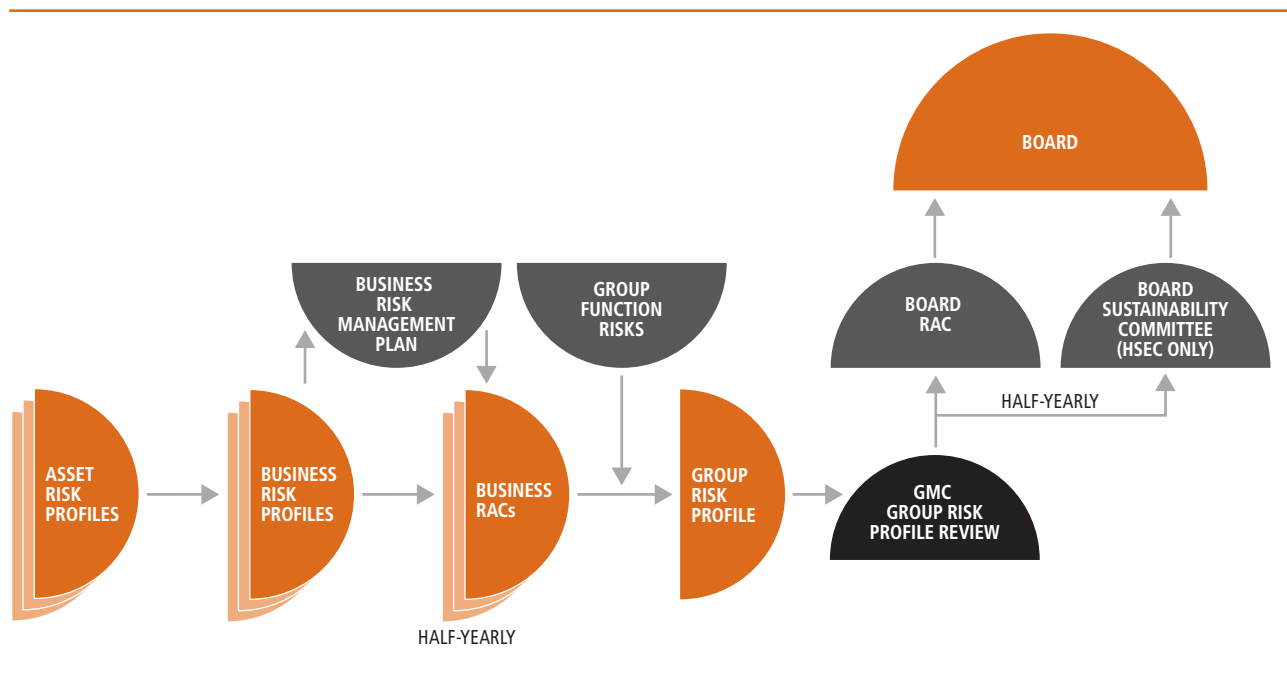 BOARD
BUSINESS
RISK
MANAGEMENT
PLAN
GROUP
FUNCTION
RISKS
BOARD
RAC
BOARD
SUSTAINABILITY
COMMITTEE
(HSEC ONLY)
HALF-YEARLY
ASSET
RISK
PROFILES
BUSINESS
RISK
PROFILES
BUSINESS
RACs
GROUP
RISK
PROFILE
GMC
GROUP RISK
PROFILE REVIEW
HALF-YEARLY